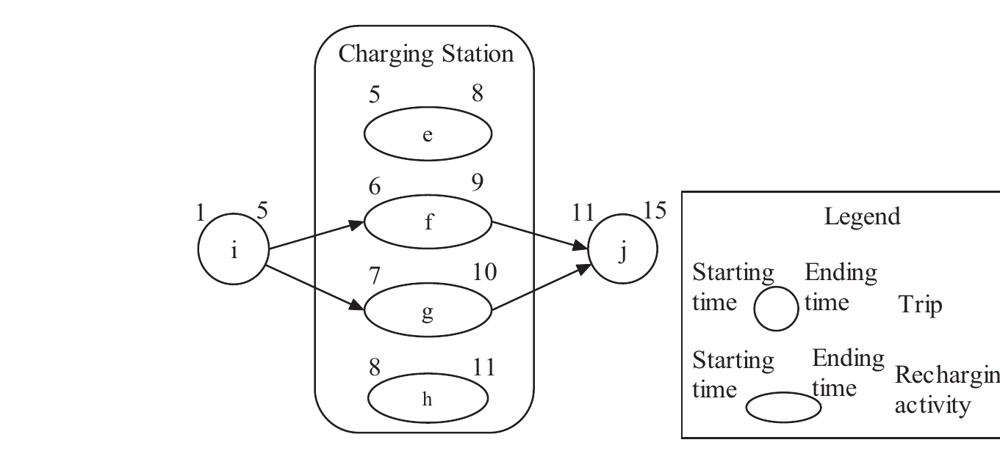 Charging Station
5 8
e
6 9
f
1 5
i
11 15
j
7 10
g
8 11
h
Legend
Starting Ending
time time
Trip
Starting Ending
time time
Rechargin
activity